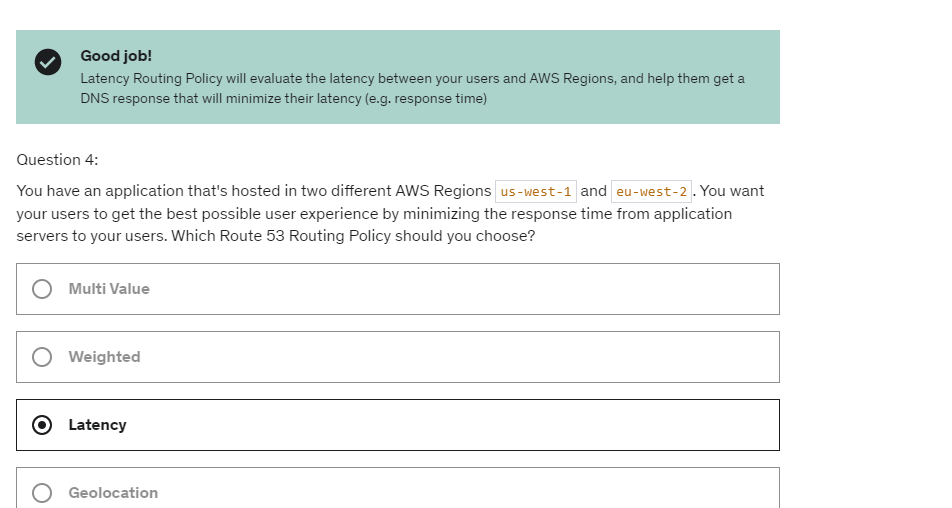 Good job!
Latency Routing Policy will evaluate the latency between your users and AWS Regions, and help them get a
DNS response that will minimize their latency (e.g. response time)
Question 4:
You have an application that's hosted in two different AWS Regions us-west-1 and eu-west-2. You want
your users to get the best possible user experience by minimizing the response time from application
servers to your users. Which Route 53 Routing Policy should you choose?
Multi Value
Weighted
Latency
Geolocation